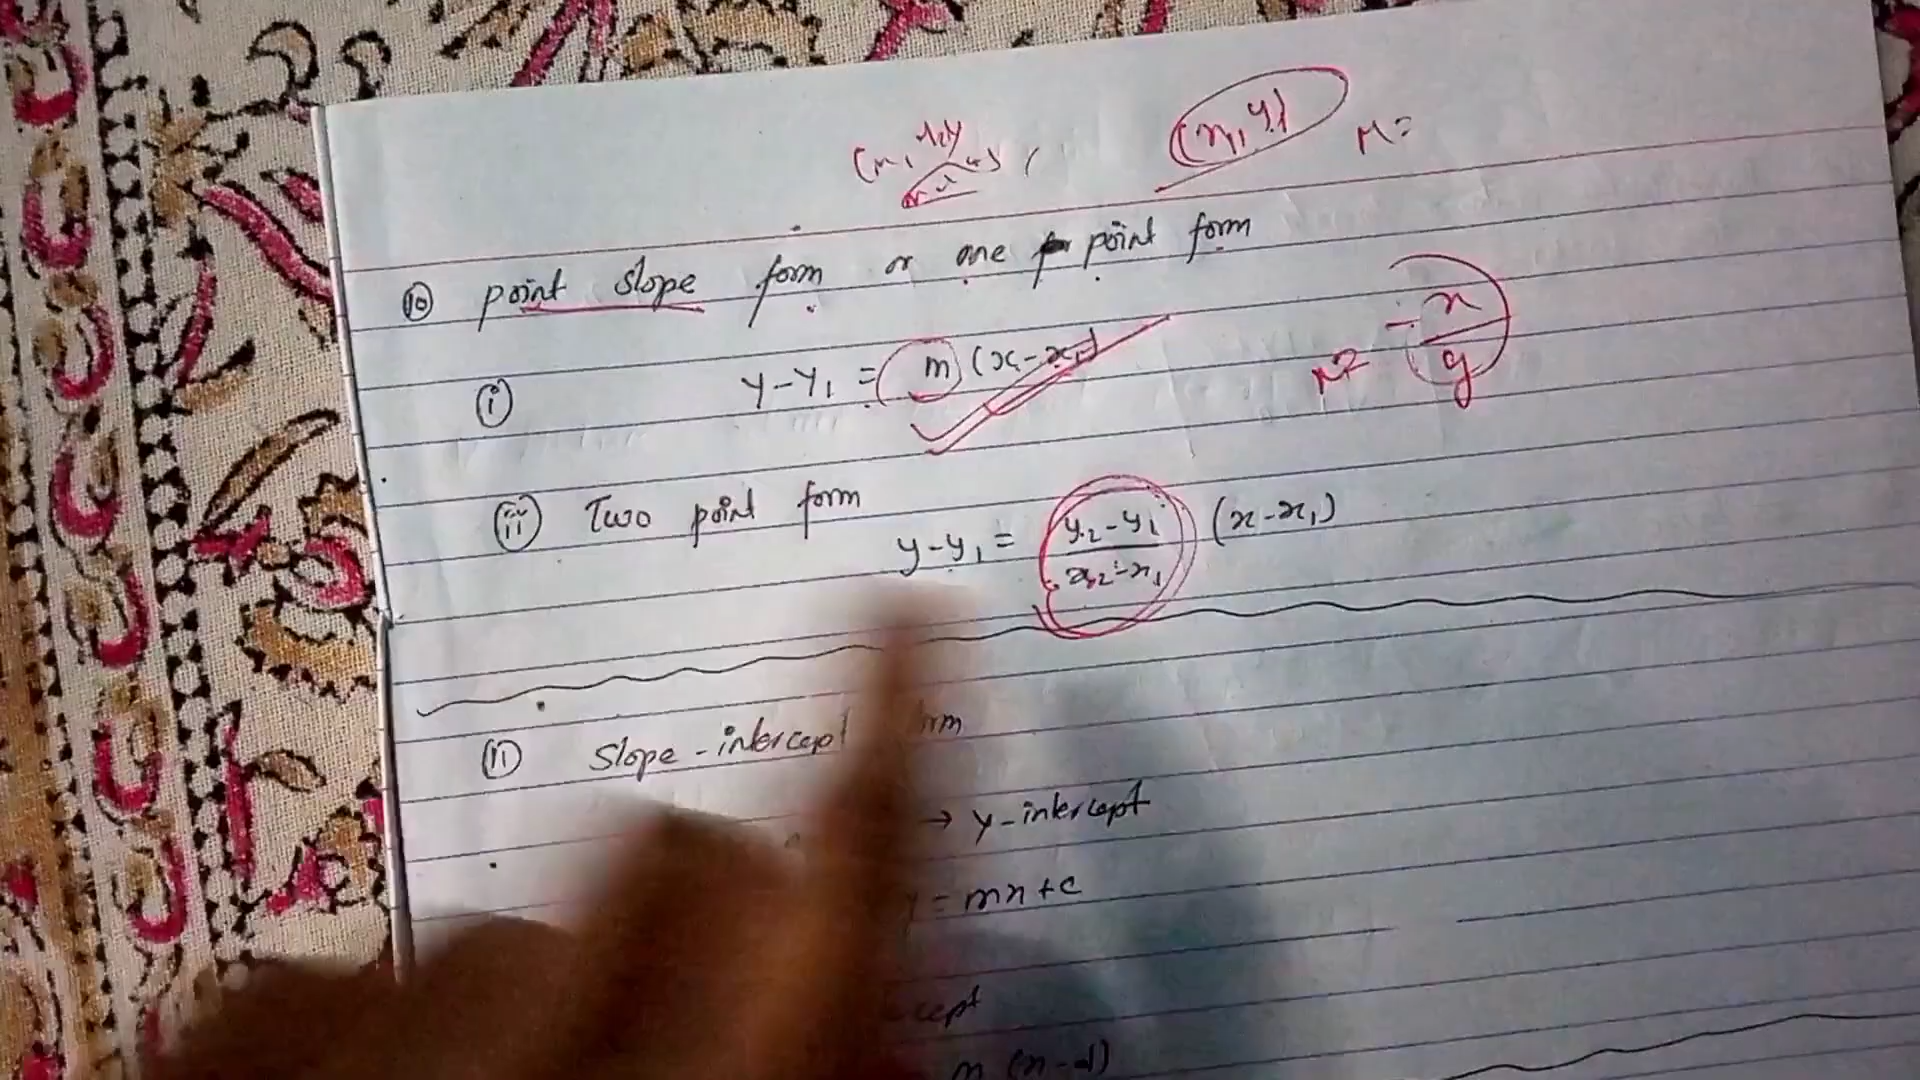 (x₁, y₁) M =
⑩ point slope form or one point form
ⓘ y-y₁ = m (x-x₁)
M = -x/y
ⓘⓘ Two point form
y-y₁ = (y₂-y₁)/(x₂-x₁) (x-x₁)
⑪ Slope-intercept
→ y-intercept
y = mx+c
m (x-d)